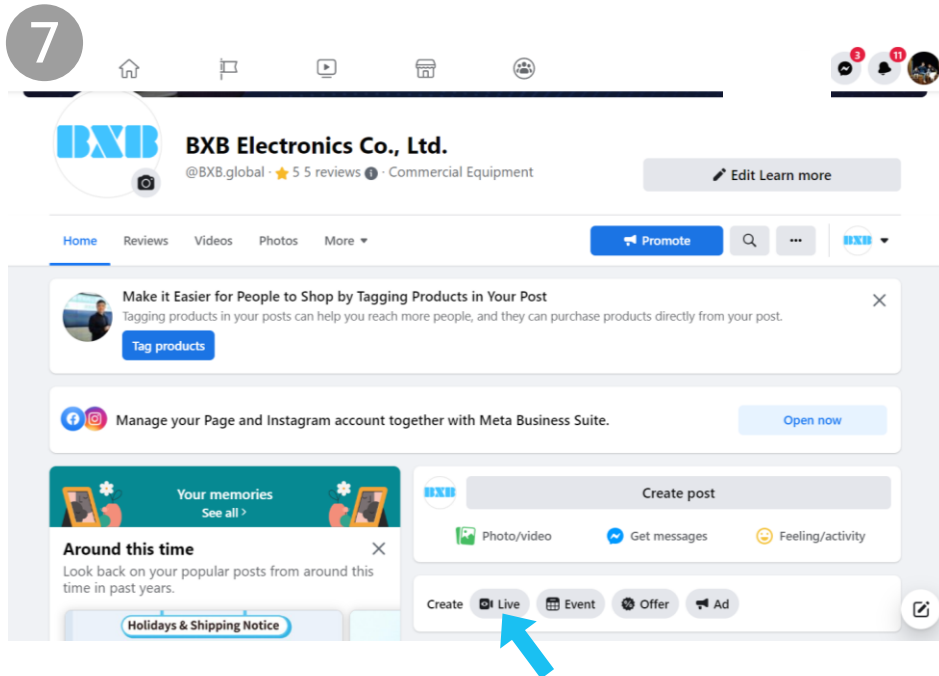 7
3
11
BXB
BXB Electronics Co., Ltd.
@BXB.global · 5 5 reviews · Commercial Equipment
Edit Learn more
Home Reviews Videos Photos More
Promote
BXB
Make it Easier for People to Shop by Tagging Products in Your Post
Tagging products in your posts can help you reach more people, and they can purchase products directly from your post.
Tag products
Manage your Page and Instagram account together with Meta Business Suite.
Open now
Your memories
See all >
Around this time
Look back on your popular posts from around this
time in past years.
Holidays & Shipping Notice
BXB
Create post
Photo/video Get messages Feeling/activity
Create Live Event Offer Ad